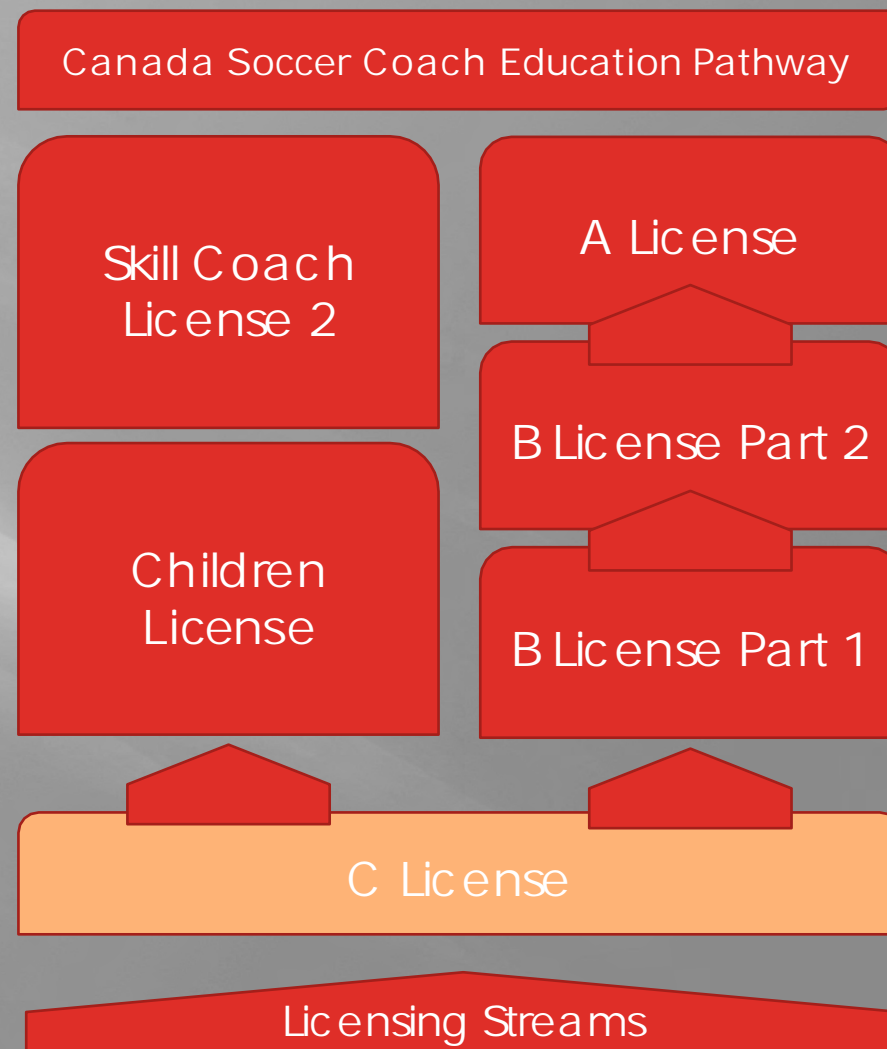 Canada Soccer Coach Education Pathway
Skill Coach
License 2
A License
B License Part 2
Children
License
B License Part 1
C License
Licensing Streams